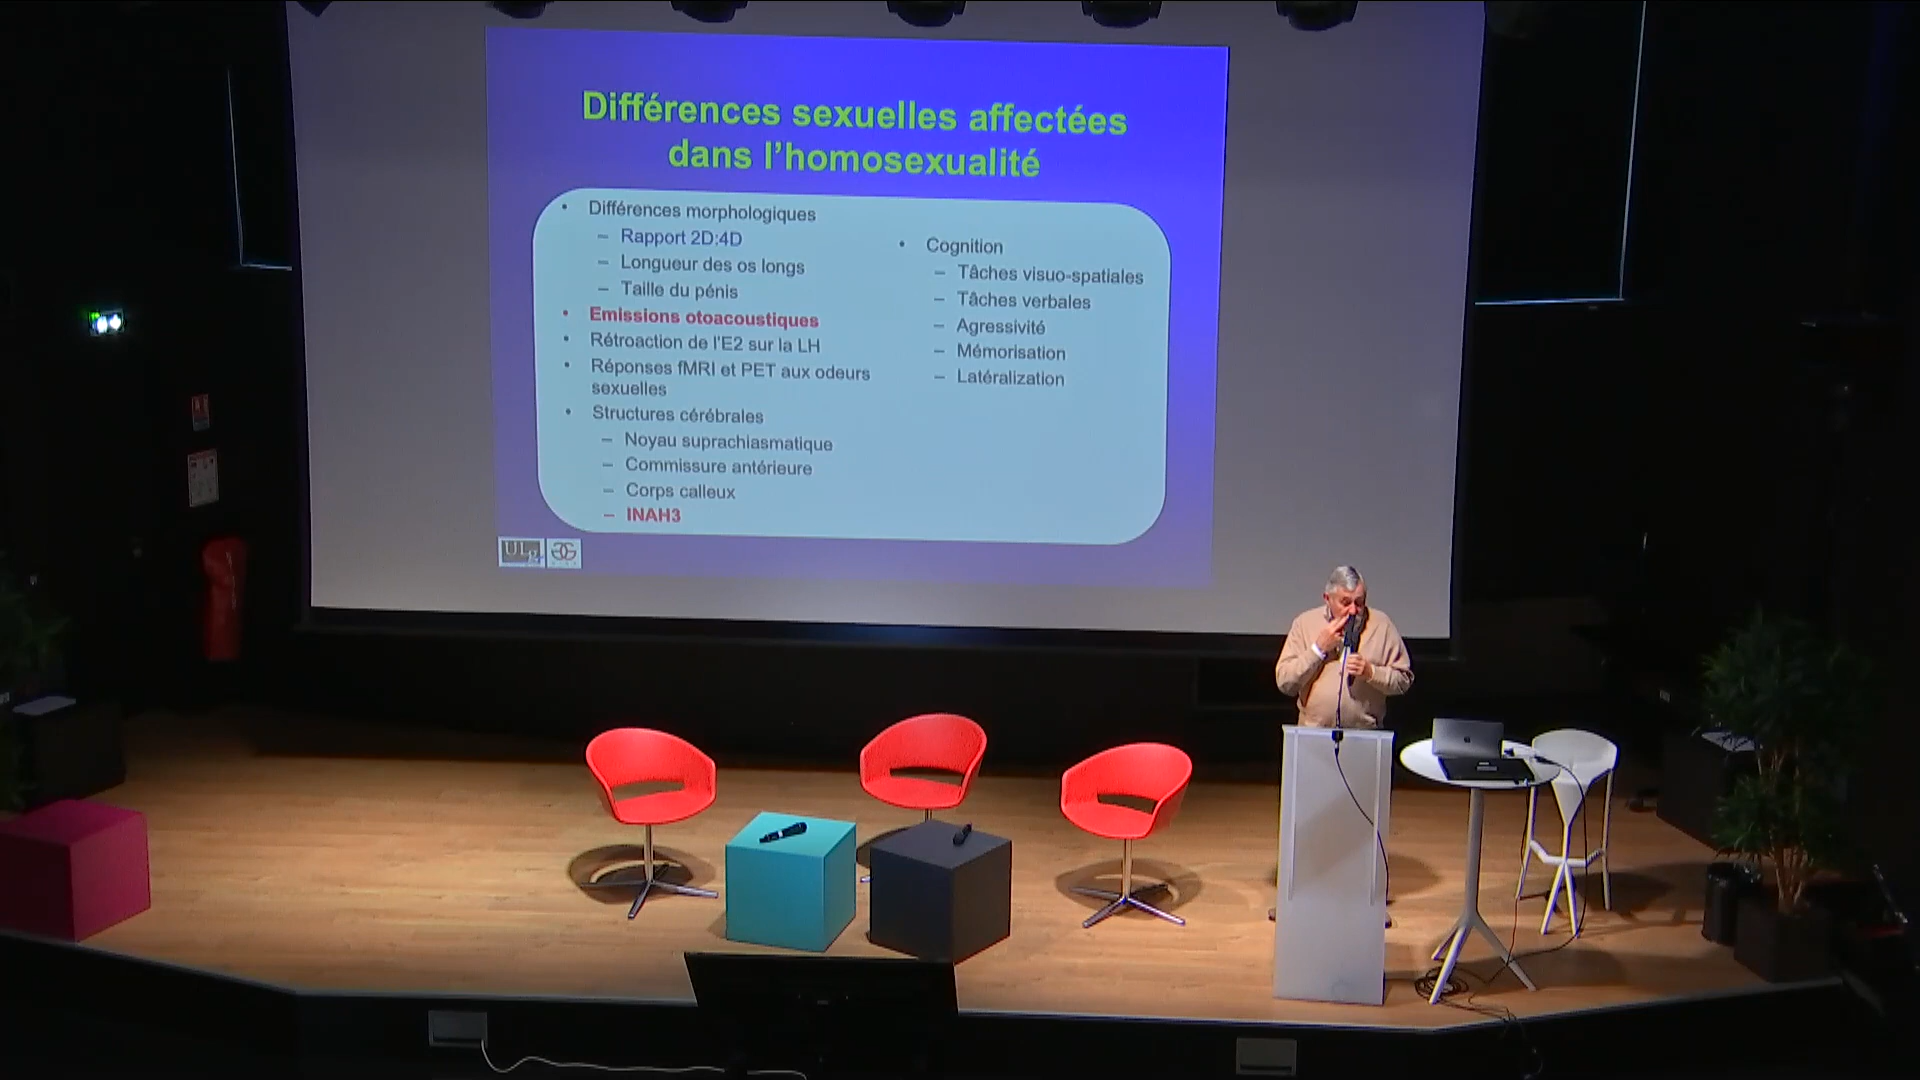 Différences sexuelles affectées
dans l'homosexualité
• Différences morphologiques
– Rapport 2D:4D
– Longueur des os longs
– Taille du pénis
• Emissions otoacoustiques
• Rétroaction de l'E2 sur la LH
• Réponses fMRI et PET aux odeurs
sexuelles
• Structures cérébrales
– Noyau suprachiasmatique
– Commissure antérieure
– Corps calleux
– INAH3
• Cognition
– Tâches visuo-spatiales
– Tâches verbales
– Agressivité
– Mémorisation
– Latéralization
ULg